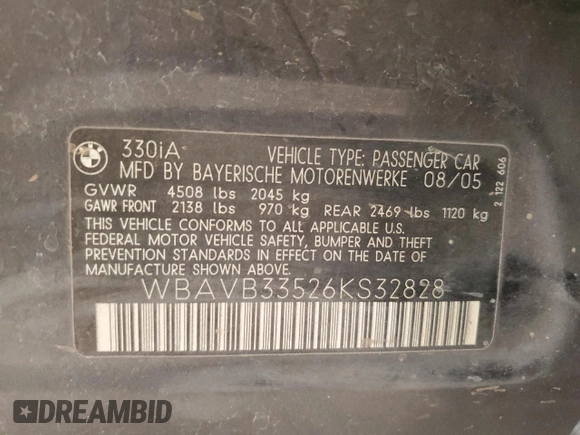 330iA VEHICLE TYPE: PASSENGER CAR
MFD BY BAYERISCHE MOTORENWERKE 08/05
GVWR 4508 lbs 2045 kg
GAWR FRONT 2138 lbs 970 kg REAR 2469 lbs 1120 kg
THIS VEHICLE CONFORMS TO ALL APPLICABLE U.S.
FEDERAL MOTOR VEHICLE SAFETY, BUMPER AND THEFT
PREVENTION STANDARDS IN EFFECT ON THE DATE OF
MANUFACTURE SHOWN ABOVE.
WBAVB33526KS32828
2 122 606
DREAMBID